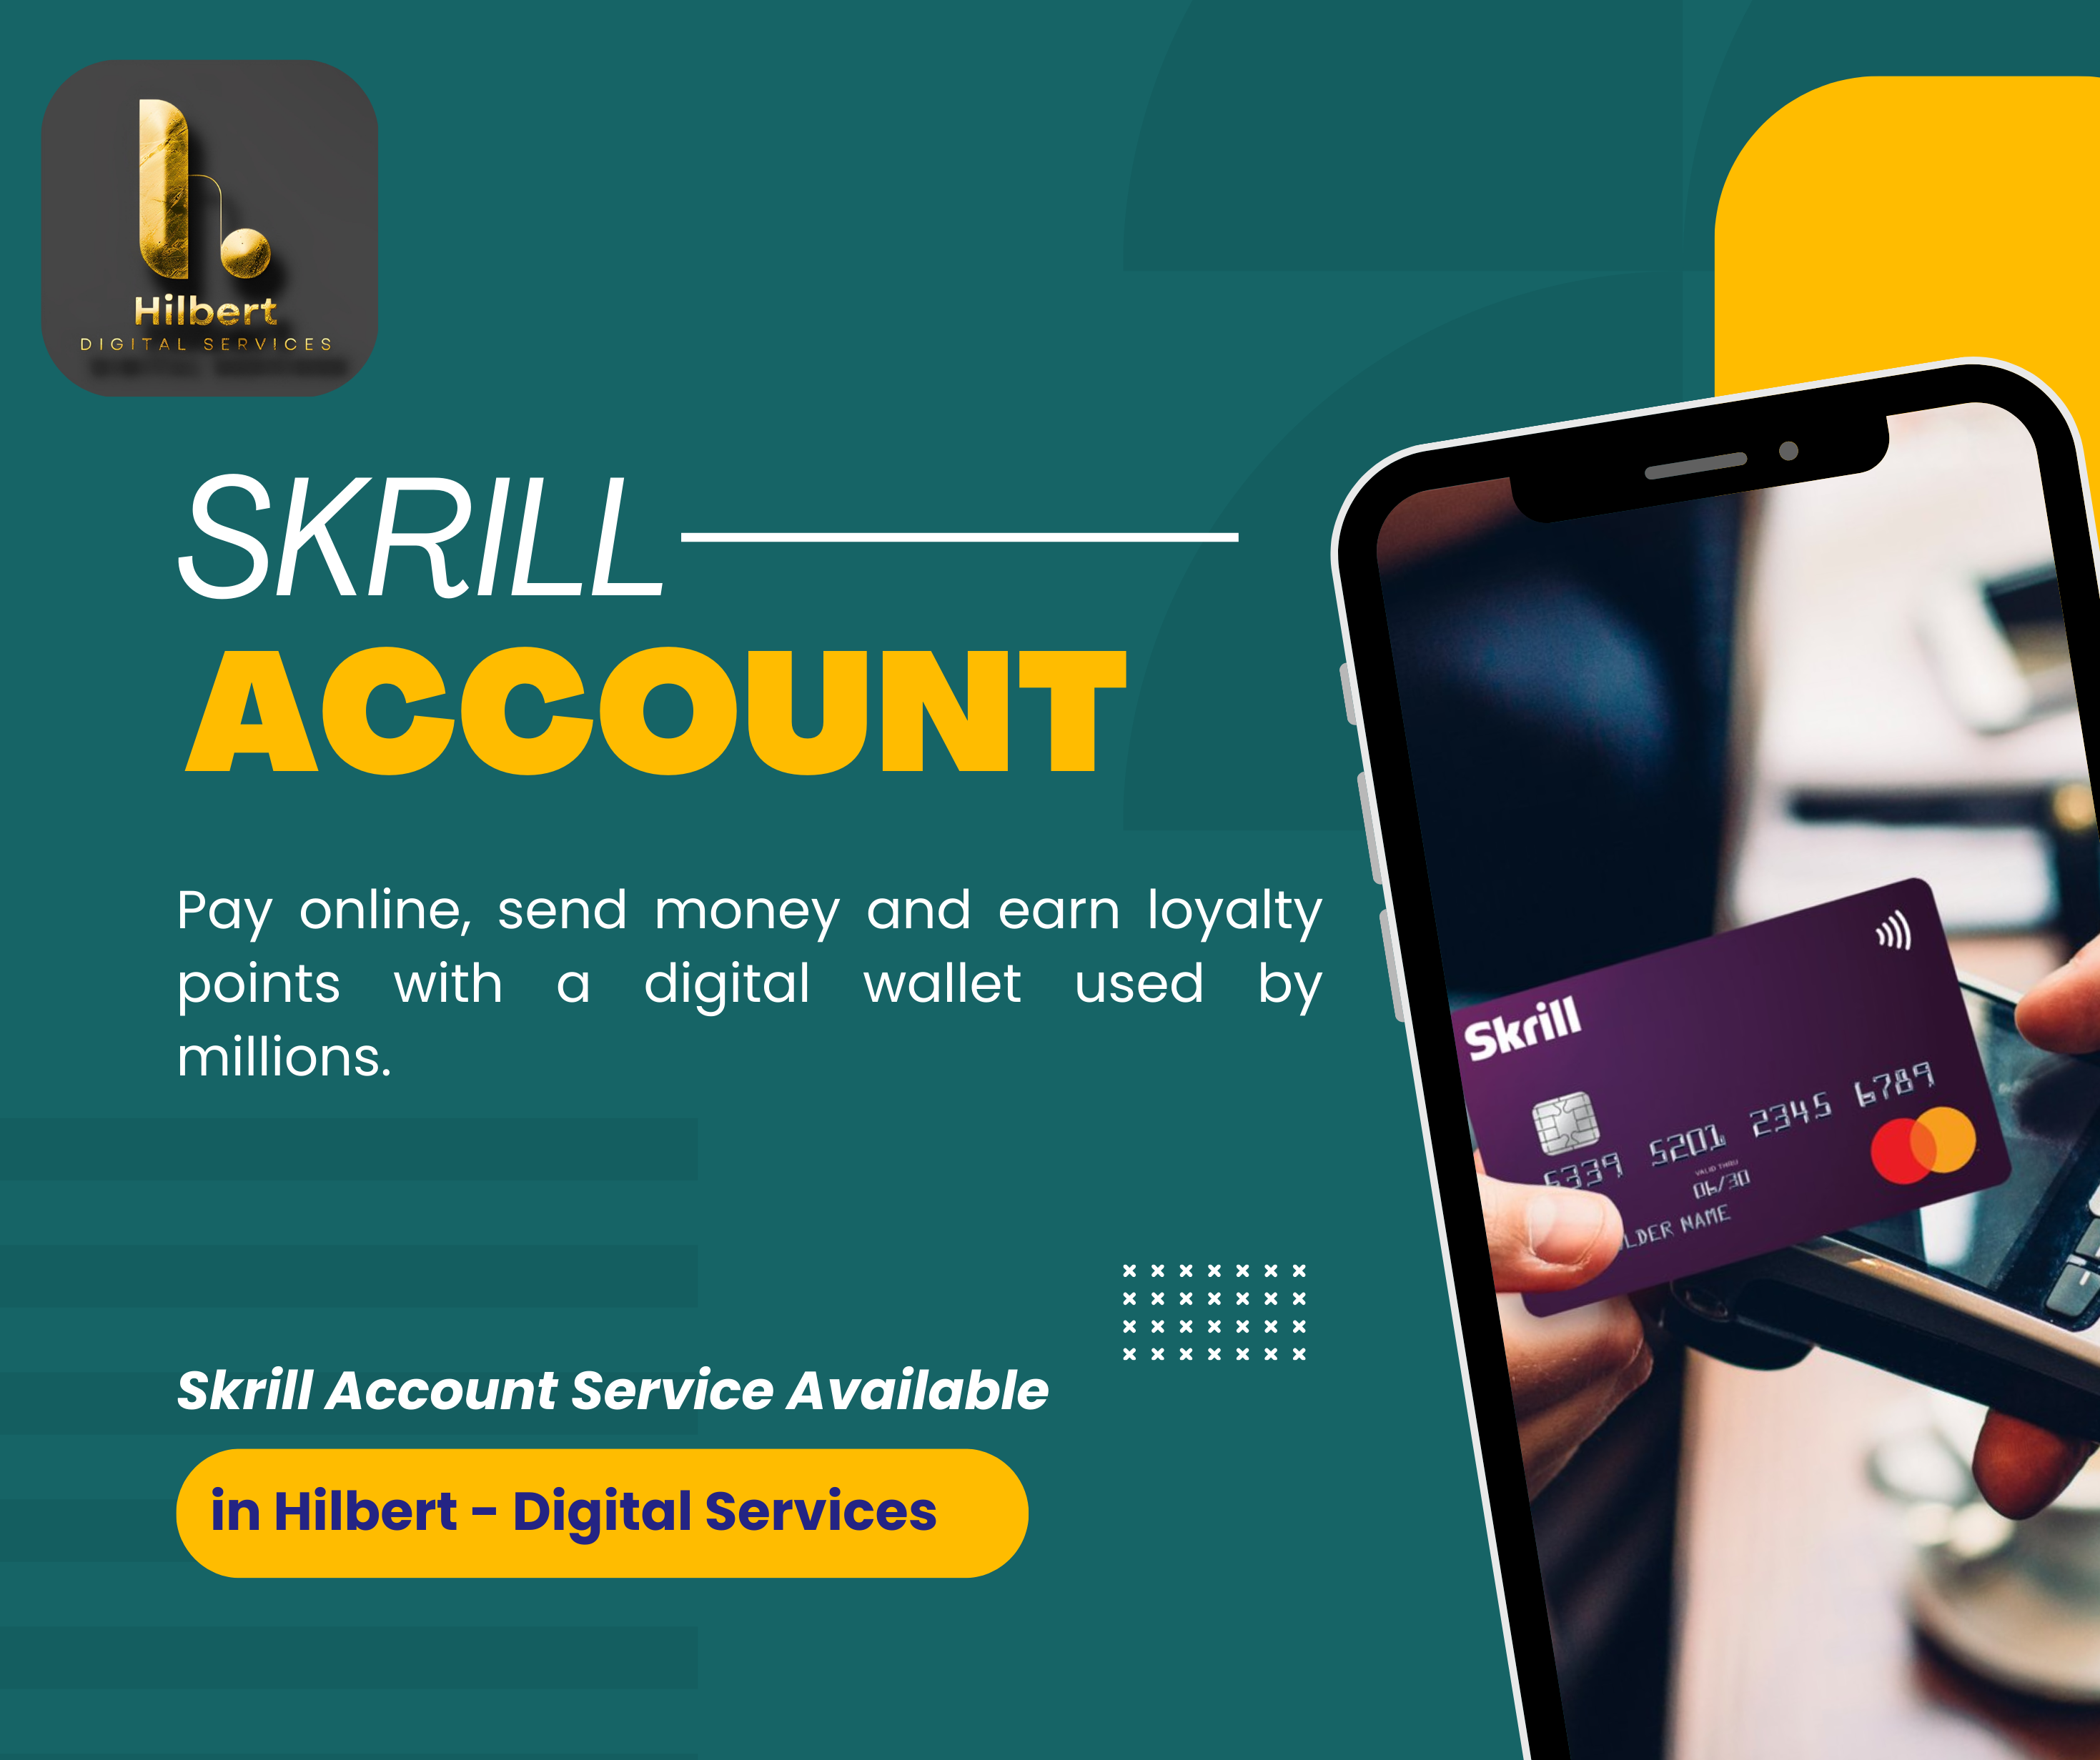 Hilbert
DIGITAL SERVICES
SKRILL
ACCOUNT
Pay online, send money and earn loyalty
points with a digital wallet used by
millions.
Skrill
5339 5201 2345 6789
VALID THRU
06/30
LDER NAME
Skrill Account Service Available
in Hilbert - Digital Services